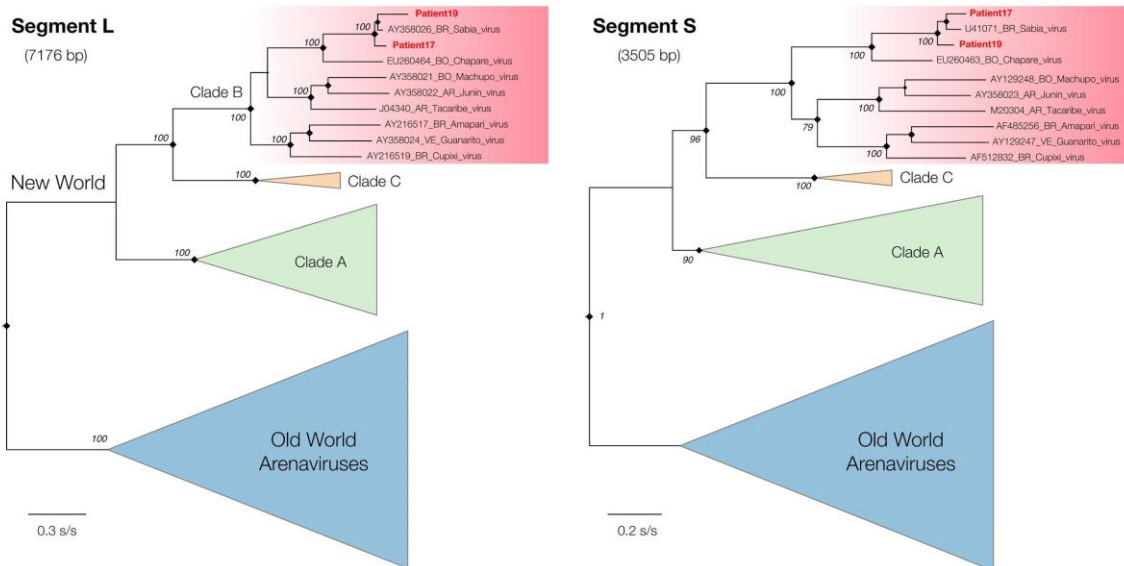 Segment L
(7176 bp)
100
Patient19
AY358026_BR_Sabia_virus
Patient17
100
EU260464_BO_Chapare_virus
AY358021_BO_Machupo_virus
AY358022_AR_Junin_virus
100
J04340_AR_Tacaribe_virus
Clade B
100
AY216517_BR_Amapari_virus
AY358024_VE_Guanarito_virus
100
AY216519_BR_Cupixi_virus
100
New World
100
Clade C
100
Clade A
100
Old World
Arenaviruses
0.3 s/s
Segment S
(3505 bp)
100
Patient17
U41071_BR_Sabia_virus
Patient19
100
EU260463_BO_Chapare_virus
100
AY129248_BO_Machupo_virus
AY358023_AR_Junin_virus
100
M20304_AR_Tacaribe_virus
79
AF485256_BR_Amapari_virus
AY129247_VE_Guanarito_virus
100
AF512832_BR_Cupixi_virus
96
100
Clade C
90
Clade A
1
Old World
Arenaviruses
0.2 s/s